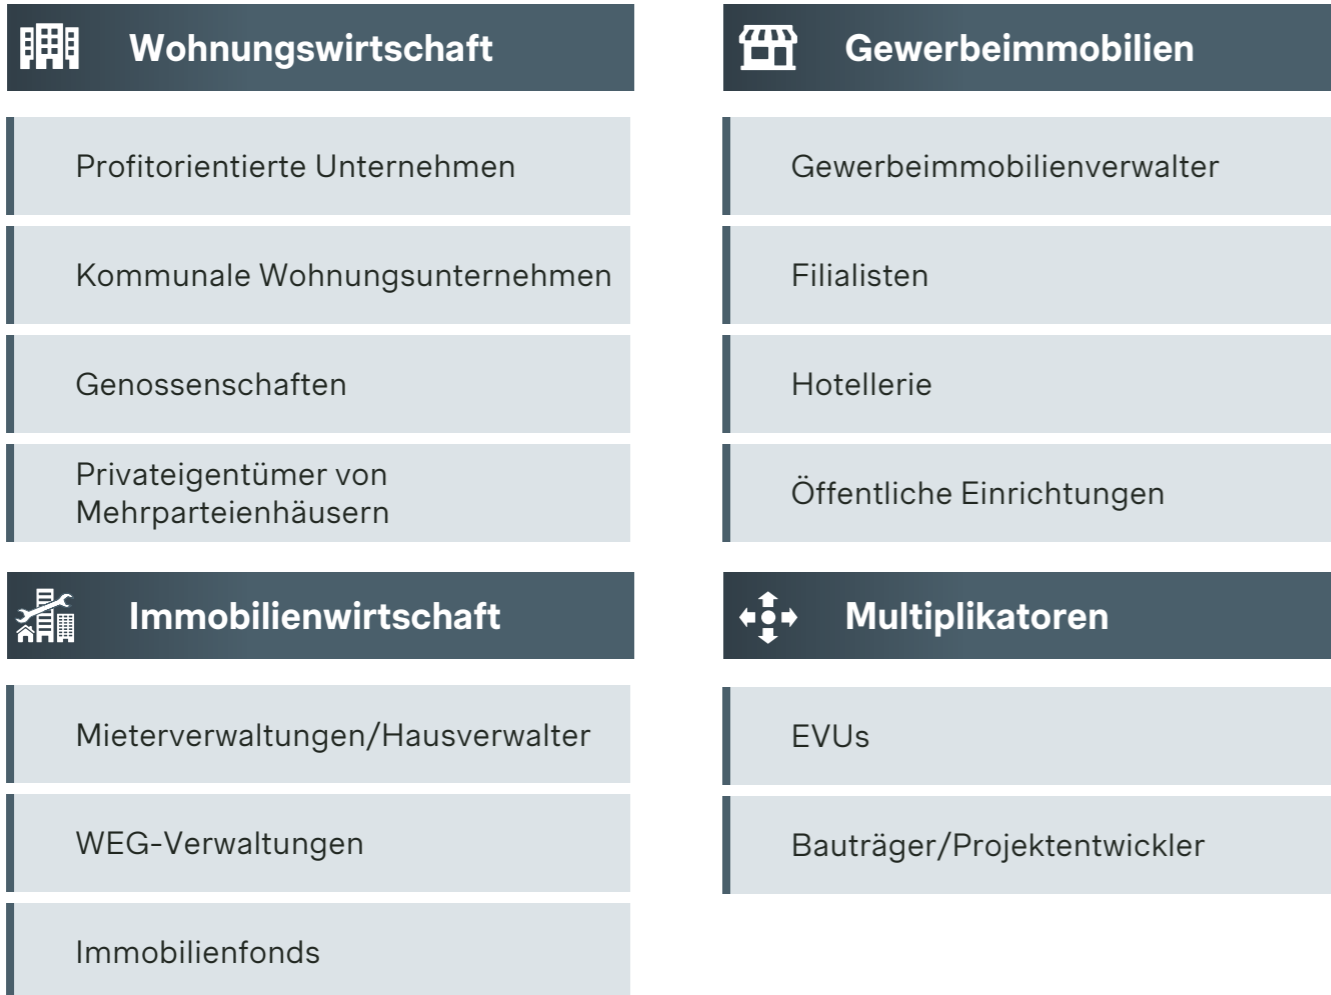 Wohnungswirtschaft
Profitorientierte Unternehmen
Kommunale Wohnungsunternehmen
Genossenschaften
Privateigentümer von
Mehrparteienhäusern
Gewerbeimmobilien
Gewerbeimmobilienverwalter
Filialisten
Hotellerie
Öffentliche Einrichtungen
Immobilienwirtschaft
Mieterverwaltungen/Hausverwalter
WEG-Verwaltungen
Immobilienfonds
Multiplikatoren
EVUs
Bauträger/Projektentwickler